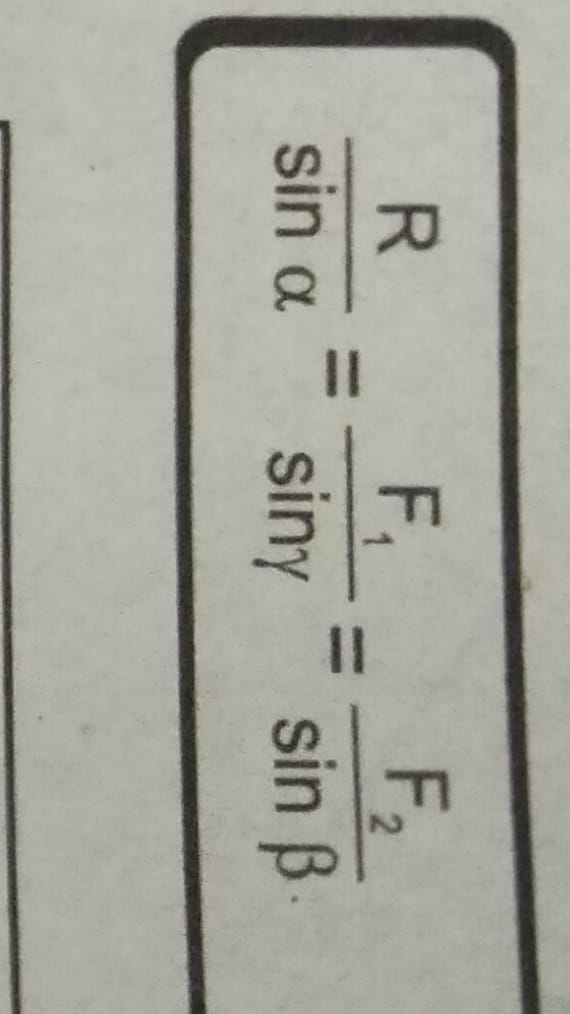 R/sin α = F₁/sinγ = F₂/sin β.